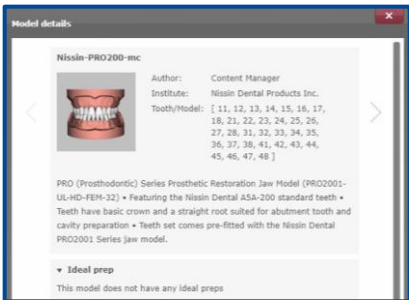 Model details
Nissin-PRO200-mc
Author: Content Manager
Institute: Nissin Dental Products Inc.
Tooth/Model: [ 11, 12, 13, 14, 15, 16, 17,
18, 21, 22, 23, 24, 25, 26,
27, 28, 31, 32, 33, 34, 35,
36, 37, 38, 41, 42, 43, 44,
45, 46, 47, 48 ]
PRO (Prosthodontic) Series Prosthetic Restoration Jaw Model (PRO2001-
UL-HD-FEM-32) • Featuring the Nissin Dental A5A-200 standard teeth •
Teeth have basic crown and a straight root suited for abutment tooth and
cavity preparation • Teeth set comes pre-fitted with the Nissin Dental
PRO2001 Series jaw model.
▾ Ideal prep
This model does not have any ideal preps